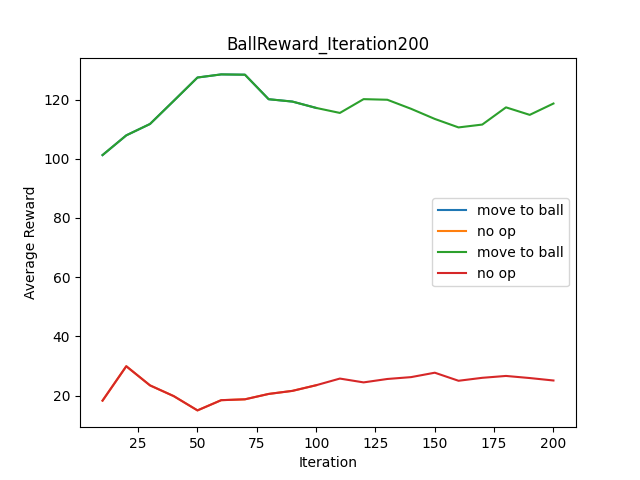 BallReward_Iteration200
Average Reward
120
100
80
60
40
20
move to ball
no op
move to ball
no op
25 50 75 100 125 150 175 200
Iteration